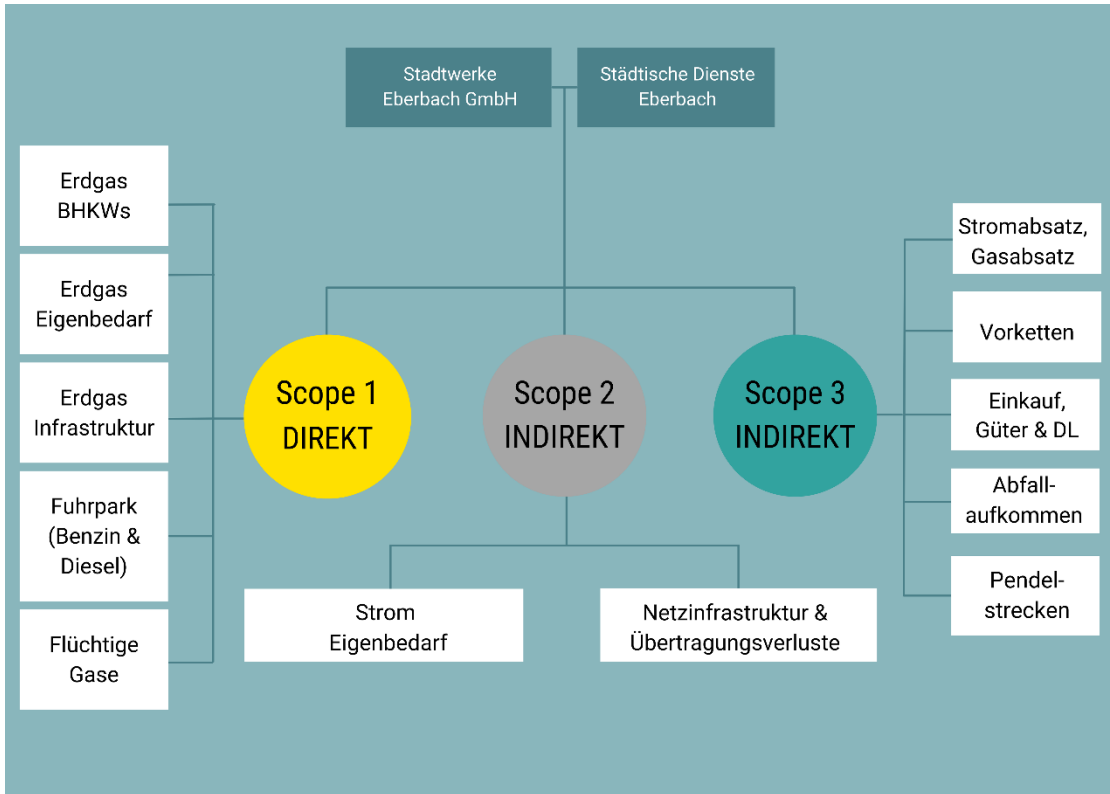 Stadtwerke
Eberbach GmbH
Städtische Dienste
Eberbach
Erdgas
BHKWs
Erdgas
Eigenbedarf
Erdgas
Infrastruktur
Fuhrpark
(Benzin &
Diesel)
Flüchtige
Gase
Scope 1
DIREKT
Scope 2
INDIREKT
Scope 3
INDIREKT
Strom
Eigenbedarf
Netzinfrastruktur &
Übertragungsverluste
Stromabsatz,
Gasabsatz
Vorketten
Einkauf,
Güter & DL
Abfall-
aufkommen
Pendel-
strecken